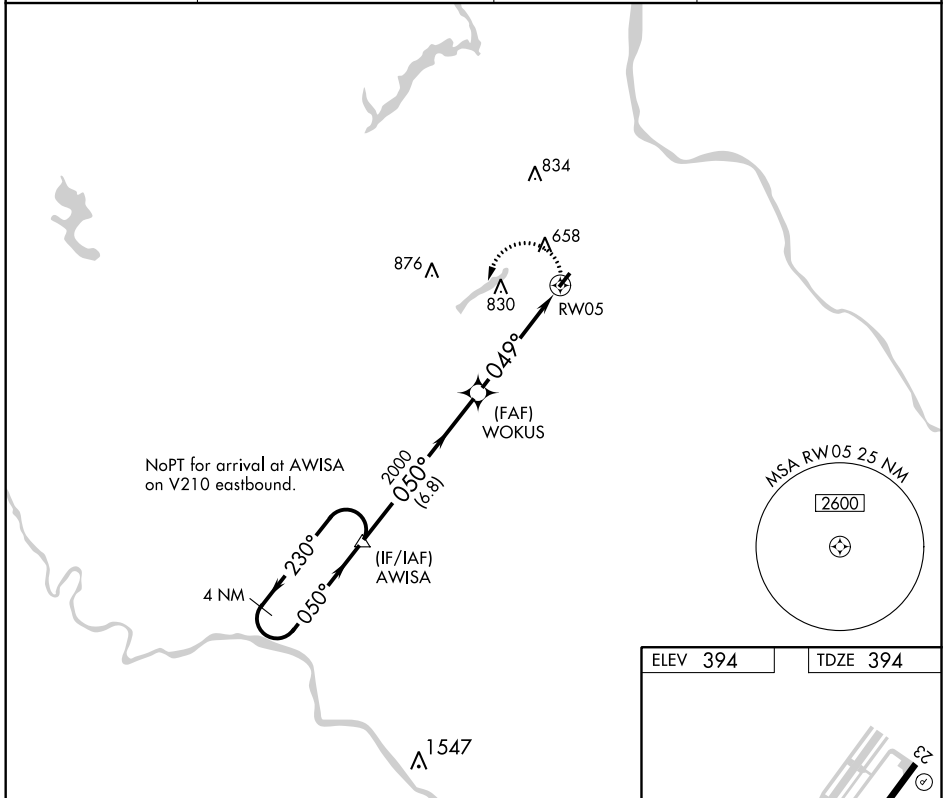 834
658
876
830
RW05
049°
(FAF)
WOKUS
NoPT for arrival at AWISA
on V210 eastbound.
2000
050°
(6.8)
MSA RW05 25 NM
2600
230°
(IF/IAF)
AWISA
4 NM
050°
ELEV 394
TDZE 394
1547
23
P